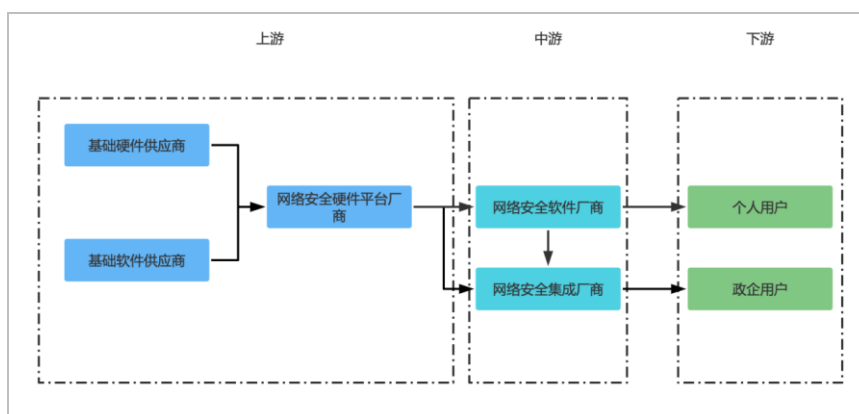 上游
中游
下游
基础硬件供应商
网络安全硬件平台厂
商
网络安全软件厂商
个人用户
基础软件供应商
网络安全集成厂商
政企用户